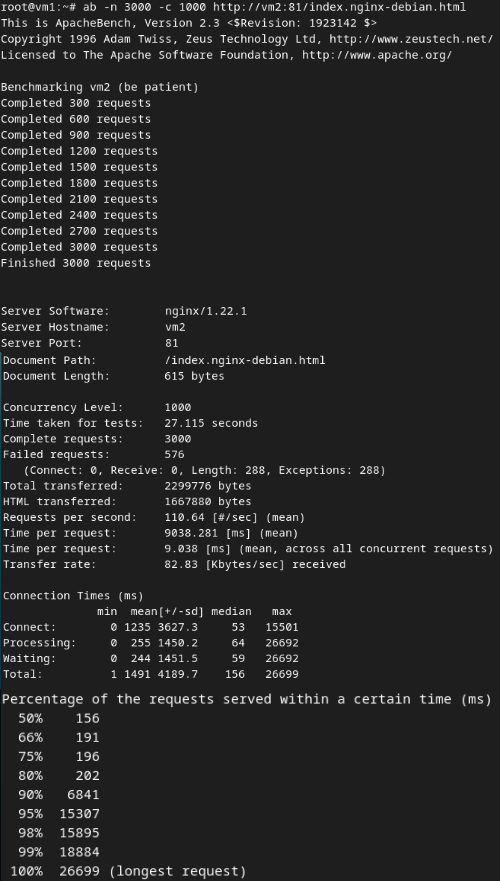 root@vm1:~# ab -n 3000 -c 1000 http://vm2:81/index.nginx-debian.html
This is ApacheBench, Version 2.3 <$Revision: 1923142 $>
Copyright 1996 Adam Twiss, Zeus Technology Ltd, http://www.zeustech.net/
Licensed to The Apache Software Foundation, http://www.apache.org/

Benchmarking vm2 (be patient)
Completed 300 requests
Completed 600 requests
Completed 900 requests
Completed 1200 requests
Completed 1500 requests
Completed 1800 requests
Completed 2100 requests
Completed 2400 requests
Completed 2700 requests
Completed 3000 requests
Finished 3000 requests

Server Software:        nginx/1.22.1
Server Hostname:        vm2
Server Port:            81
Document Path:          /index.nginx-debian.html
Document Length:        615 bytes

Concurrency Level:      1000
Time taken for tests:   27.115 seconds
Complete requests:      3000
Failed requests:        576
   (Connect: 0, Receive: 0, Length: 288, Exceptions: 288)
Total transferred:      2299776 bytes
HTML transferred:       1667880 bytes
Requests per second:    110.64 [#/sec] (mean)
Time per request:       9038.281 [ms] (mean)
Time per request:       9.038 [ms] (mean, across all concurrent requests)
Transfer rate:          82.83 [Kbytes/sec] received

Connection Times (ms)
              min  mean[+/-sd] median   max
Connect:        0 1235 3627.3     53   15501
Processing:     0  255 1450.2     64   26692
Waiting:        0  244 1451.5     59   26692
Total:          1 1491 4189.7    156   26699
Percentage of the requests served within a certain time (ms)
  50%    156
  66%    191
  75%    196
  80%    202
  90%   6841
  95%  15307
  98%  15895
  99%  18884
 100%  26699 (longest request)